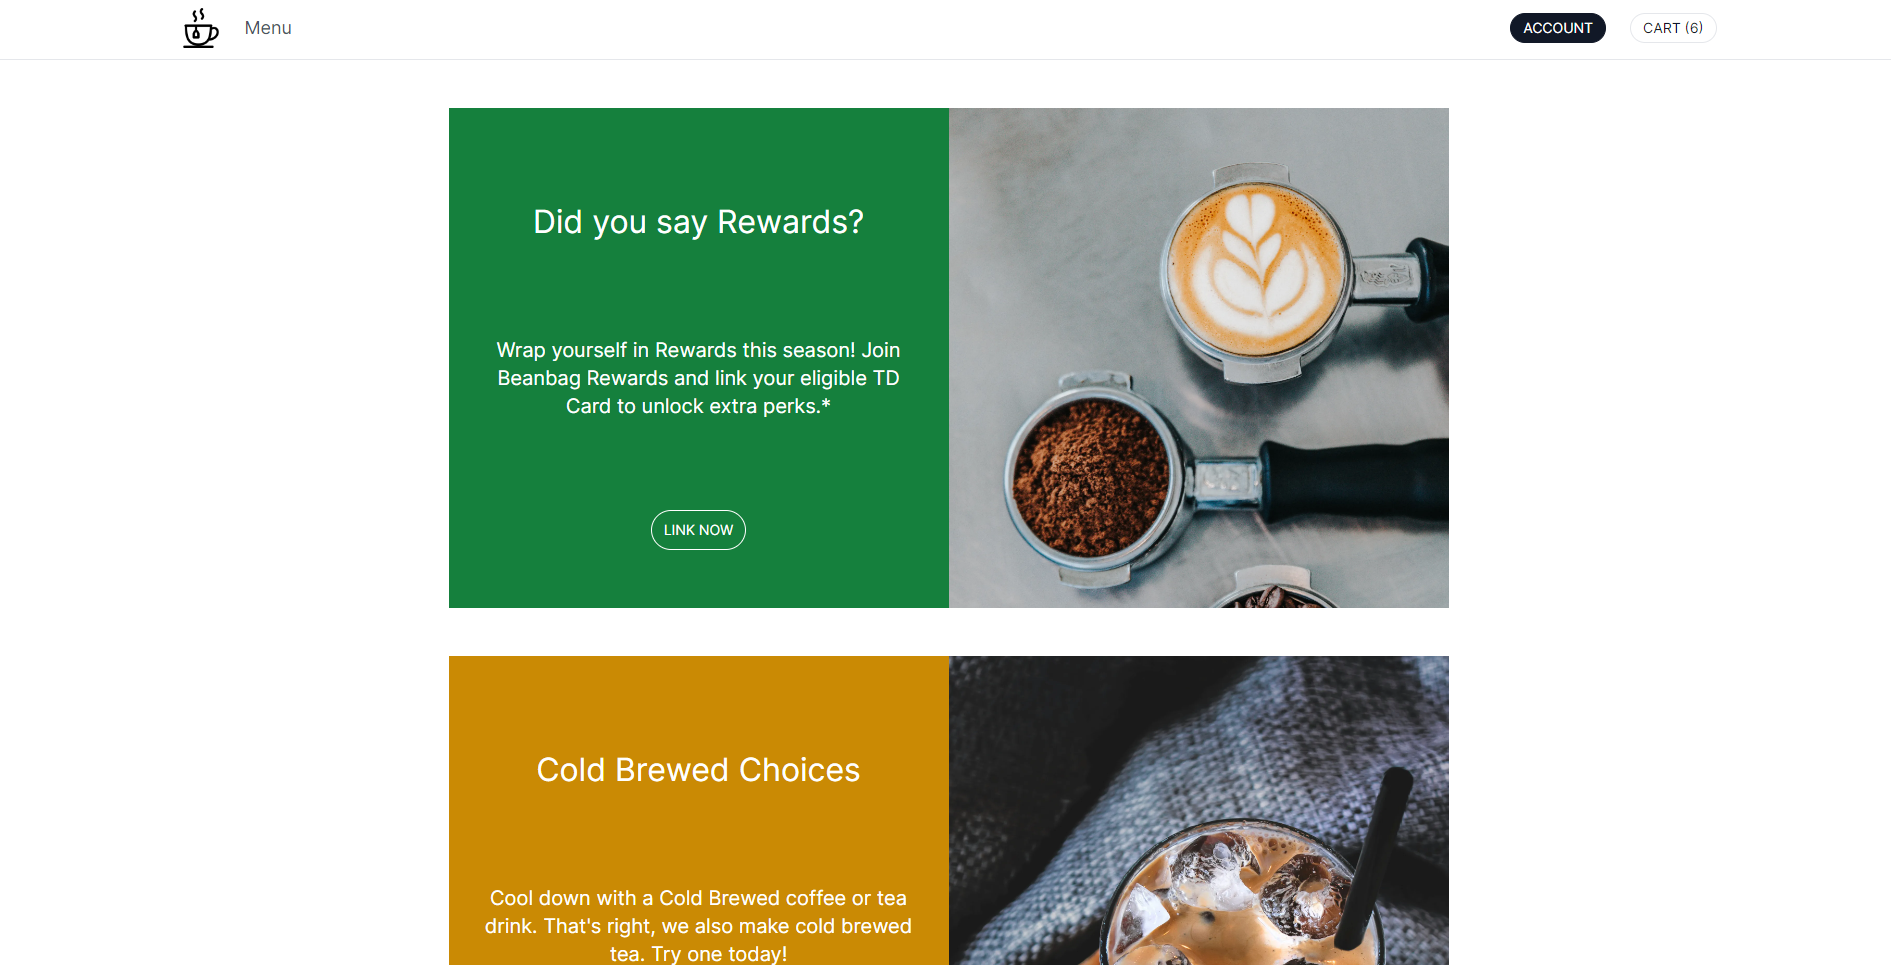 Menu
ACCOUNT
CART (6)
Did you say Rewards?
Wrap yourself in Rewards this season! Join
Beanbag Rewards and link your eligible TD
Card to unlock extra perks.*
LINK NOW
Cold Brewed Choices
Cool down with a Cold Brewed coffee or tea
drink. That's right, we also make cold brewed
tea. Try one today!